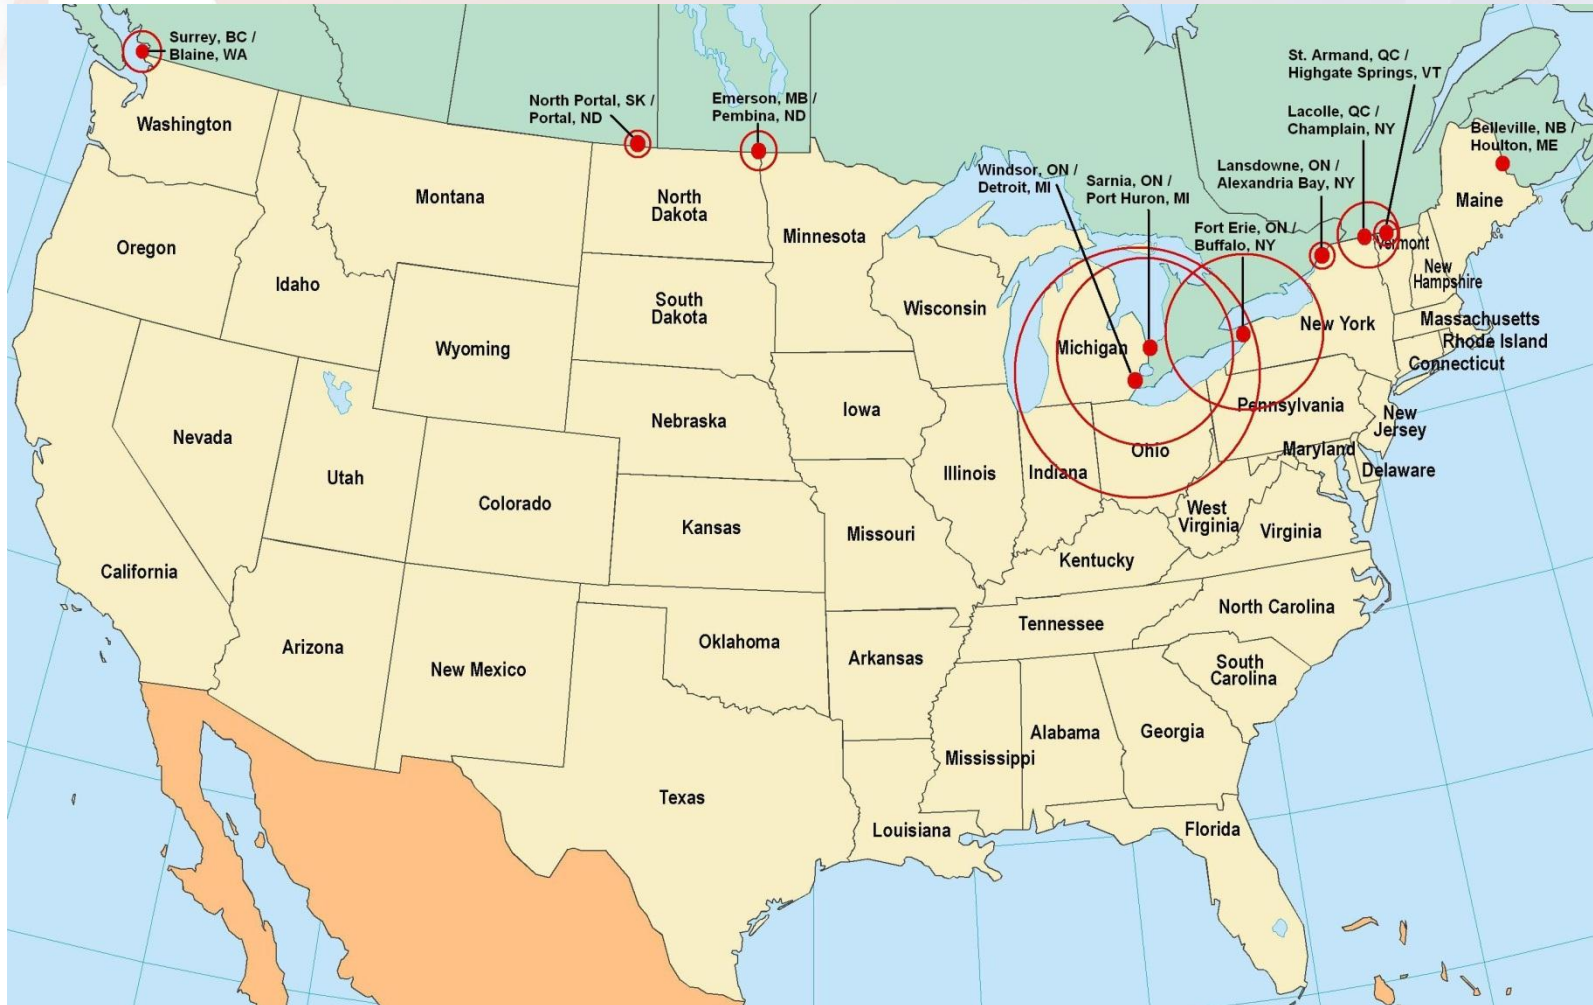 Surrey, BC /
Blaine, WA
North Portal, SK /
Portal, ND
Emerson, MB /
Pembina, ND
Windsor, ON /
Detroit, MI
Sarnia, ON /
Port Huron, MI
Fort Erie, ON /
Buffalo, NY
Lansdowne, ON /
Alexandria Bay, NY
Lacolle, QC /
Champlain, NY
St. Armand, QC /
Highgate Springs, VT
Belleville, NB /
Houlton, ME
Washington
Oregon
Idaho
Montana
North
Dakota
Minnesota
South
Dakota
Wyoming
Wisconsin
Michigan
New York
Vermont
New
Hampshire
Maine
Massachusetts
Rhode Island
Connecticut
Nevada
Utah
Nebraska
Iowa
Pennsylvania
New
Jersey
Maryland
Delaware
Ohio
Indiana
Illinois
Colorado
Kansas
Missouri
West
Virginia
Virginia
Kentucky
California
Arizona
New Mexico
Oklahoma
Arkansas
Tennessee
North Carolina
South
Carolina
Texas
Louisiana
Mississippi
Alabama
Georgia
Florida